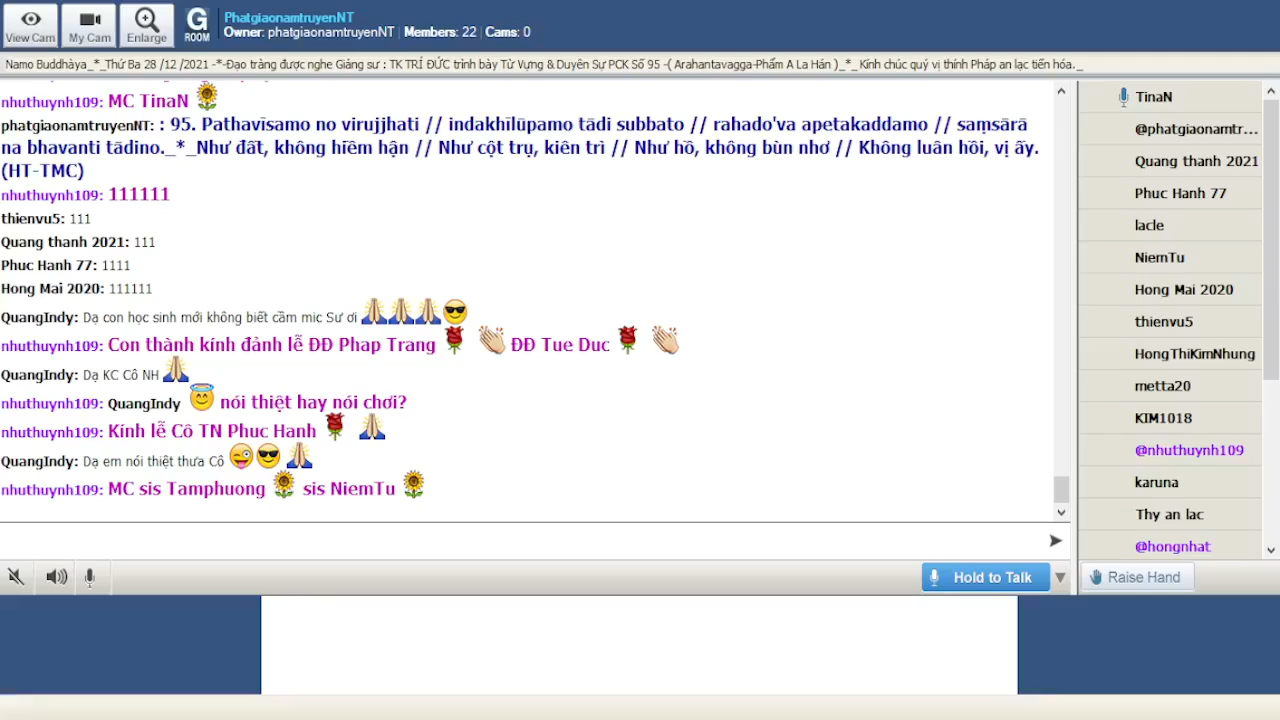 View Cam
My Cam
Enlarge
G
ROOM
PhatgiaonamtruyenNT
Owner: phatgiaonamtruyenNT | Members: 22 | Cams: 0
Namo Buddhàya_*_Thứ Ba 28 /12 /2021 -*-Đạo tràng được nghe Giảng sư : TK TRÍ ĐỨC trình bày Từ Vựng & Duyên Sự PCK Số 95 -( Arahantavagga-Phẩm A La Hán )_*_ Kính chúc quý vị thính Pháp an lạc tiến hóa._
nhuthuynh109: MC TinaN
phatgiaonamtruyenNT: : 95. Pathavīsamo no virujjhati // indakhīlūpamo tādi subbato // rahado'va apetakaddamo // saṃsārā
na bhavanti tādino._*_Như đất, không hiềm hận // Như cột trụ, kiên trì // Như hồ, không bùn nhơ // Không luân hồi, vị ấy.
(HT-TMC)
nhuthuynh109: 111111
thienvu5: 111
Quang thanh 2021: 111
Phuc Hanh 77: 1111
Hong Mai 2020: 111111
QuangIndy: Dạ con học sinh mới không biết cầm mic Sư ơi
nhuthuynh109: Con thành kính đảnh lễ ĐĐ Phap Trang ĐĐ Tue Duc
QuangIndy: Dạ KC Cô NH
nhuthuynh109: QuangIndy nói thiệt hay nói chơi?
nhuthuynh109: Kính lễ Cô TN Phuc Hanh
QuangIndy: Dạ em nói thiệt thưa Cô
nhuthuynh109: MC sis Tamphuong sis NiemTu
TinaN
@phatgiaonamtr...
Quang thanh 2021
Phuc Hanh 77
lacle
NiemTu
Hong Mai 2020
thienvu5
HongThiKimNhung
metta20
KIM1018
@nhuthuynh109
karuna
Thy an lac
@hongnhat
Hold to Talk
Raise Hand